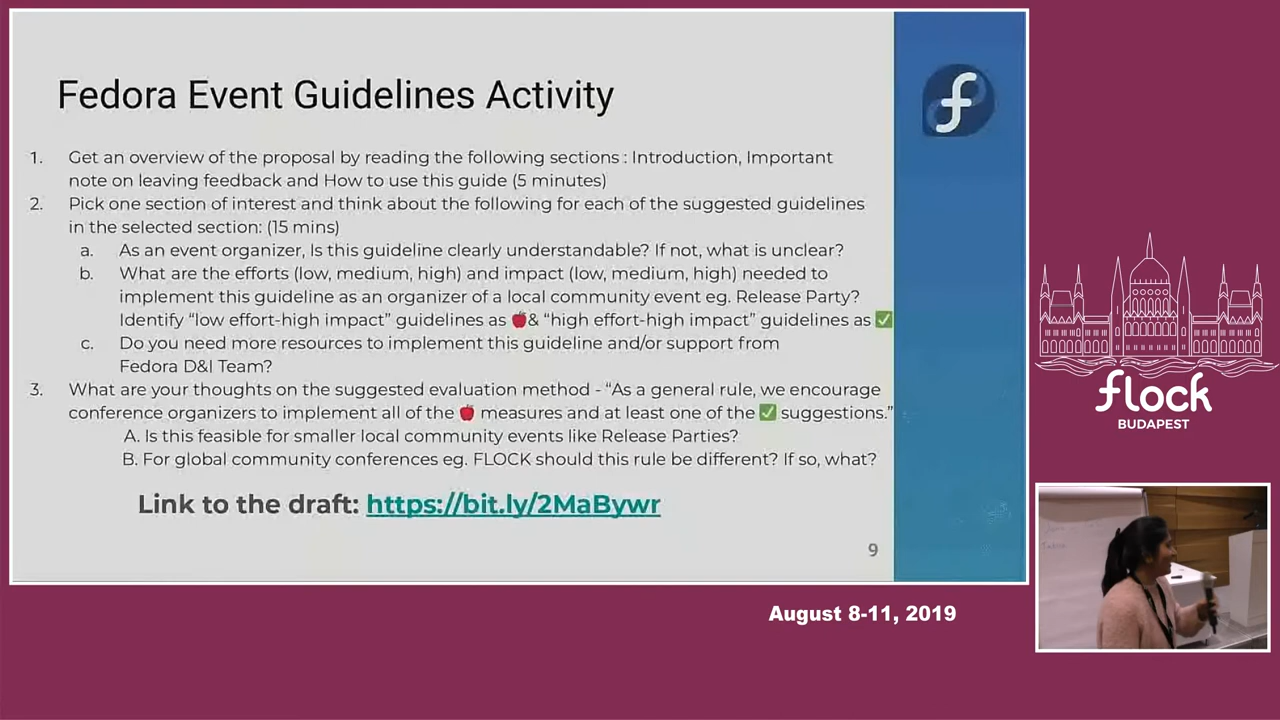 Fedora Event Guidelines Activity
1. Get an overview of the proposal by reading the following sections : Introduction, Important
note on leaving feedback and How to use this guide (5 minutes)
2. Pick one section of interest and think about the following for each of the suggested guidelines
in the selected section: (15 mins)
a. As an event organizer, Is this guideline clearly understandable? If not, what is unclear?
b. What are the efforts (low, medium, high) and impact (low, medium, high) needed to
implement this guideline as an organizer of a local community event eg. Release Party?
Identify “low effort-high impact” guidelines as 🍎& “high effort-high impact” guidelines as ✅
c. Do you need more resources to implement this guideline and/or support from
Fedora D&I Team?
3. What are your thoughts on the suggested evaluation method - “As a general rule, we encourage
conference organizers to implement all of the 🍎 measures and at least one of the ✅ suggestions.”
A. Is this feasible for smaller local community events like Release Parties?
B. For global community conferences eg. FLOCK should this rule be different? If so, what?
Link to the draft: https://bit.ly/2MaBywr
9
flock
BUDAPEST
August 8-11, 2019